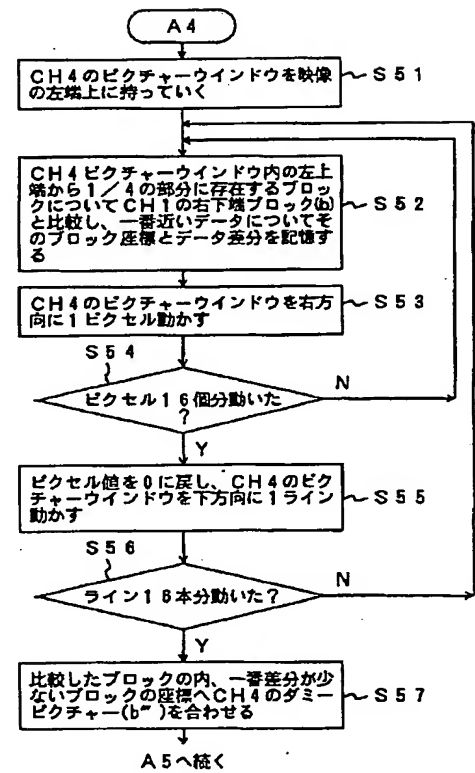 A4
CH4のピクチャーウインドウを映像
の左端上に持っていく
S51
CH4ピクチャーウインドウ内の左上
端から1/4の部分に存在するブロッ
クについてCH1の右下端ブロック(b)
と比較し、一番近いデータについてそ
のブロック座標とデータ差分を記憶す
る
S52
CH4のピクチャーウインドウを右方
向に1ピクセル動かす
S53
S54
ピクセル16個分動いた
?
N
Y
ピクセル値を0に戻し、CH4のピク
チャーウインドウを下方向に1ライン
動かす
S55
S56
ライン16本分動いた?
N
Y
比較したブロックの内、一番差分が少
ないブロックの座標へCH4のダミー
ピクチャー(b‴)を合わせる
S57
A5へ続く